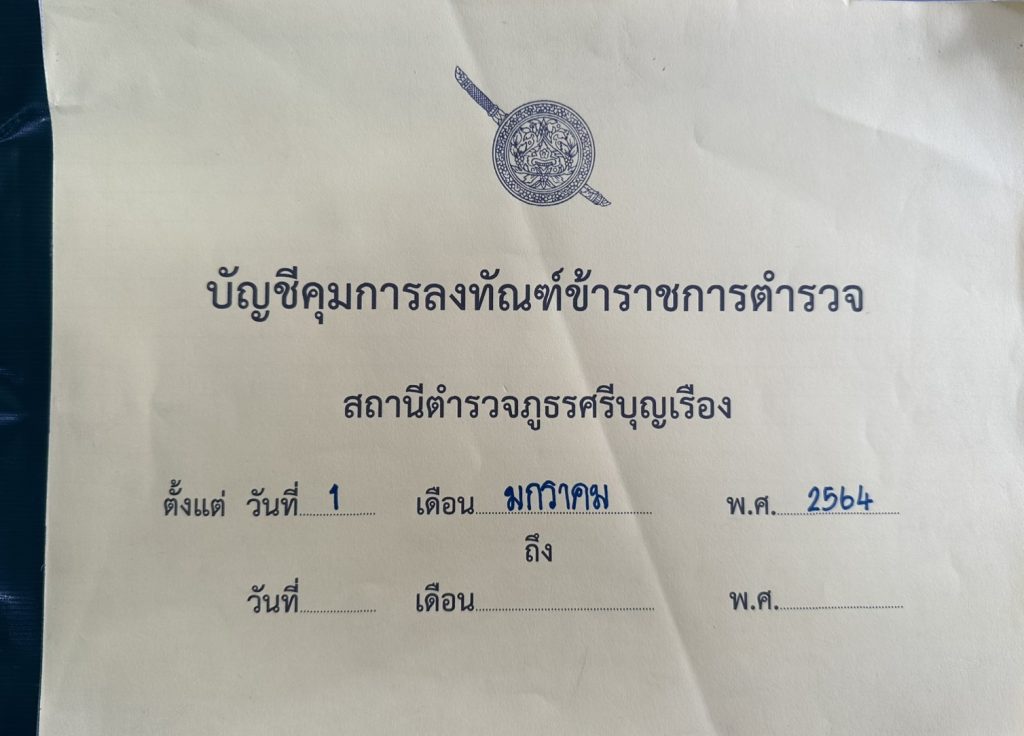 บัญชีคุมการลงทัณฑ์ข้าราชการตำรวจ
สถานีตำรวจภูธรศรีบุญเรือง
ตั้งแต่ วันที่ 1 เดือน มกราคม พ.ศ. 2564
ถึง
วันที่ เดือน พ.ศ.